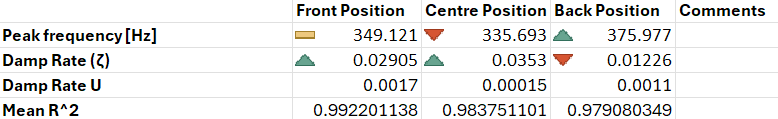 Front Position Centre Position Back Position Comments
Peak frequency [Hz] 349.121 335.693 375.977
Damp Rate (ζ) 0.02905 0.0353 0.01226
Damp Rate U 0.0017 0.00015 0.0011
Mean R^2 0.992201138 0.983751101 0.979080349